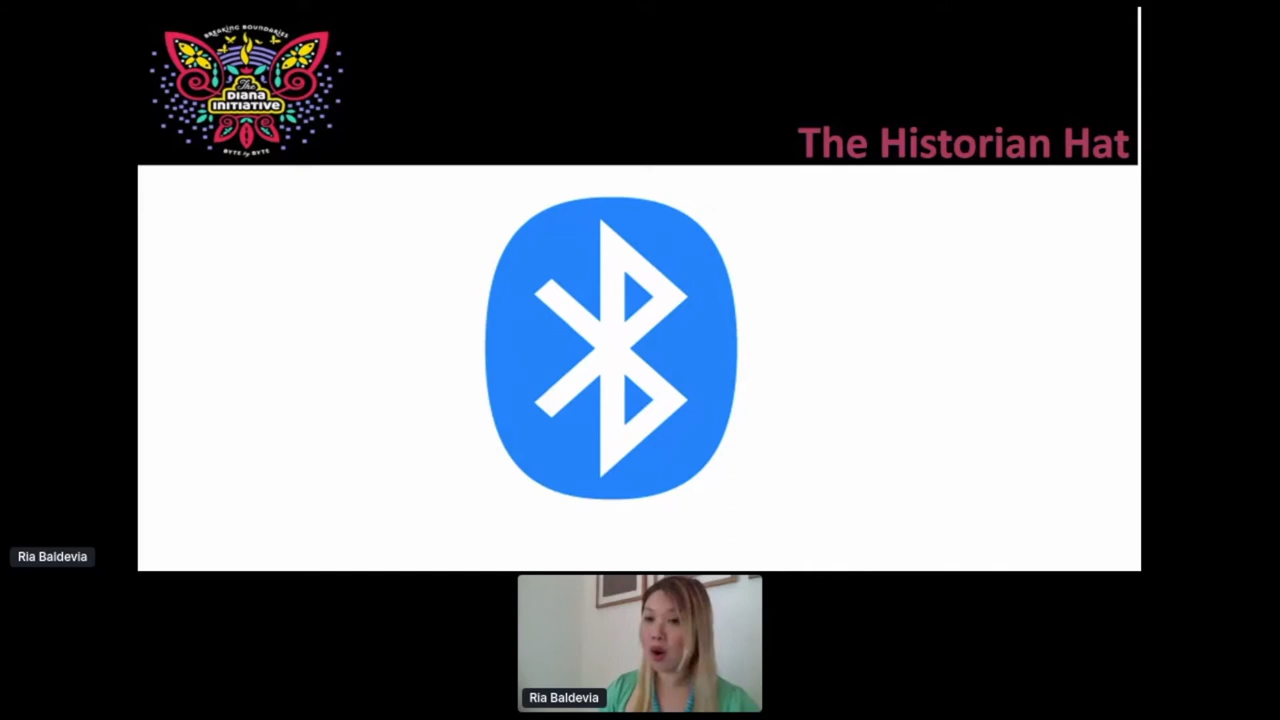 BREAKING BOUNDARIES
The
DIANA
INITIATIVE
BYTE by BYTE
The Historian Hat
Ria Baldevia
Ria Baldevia